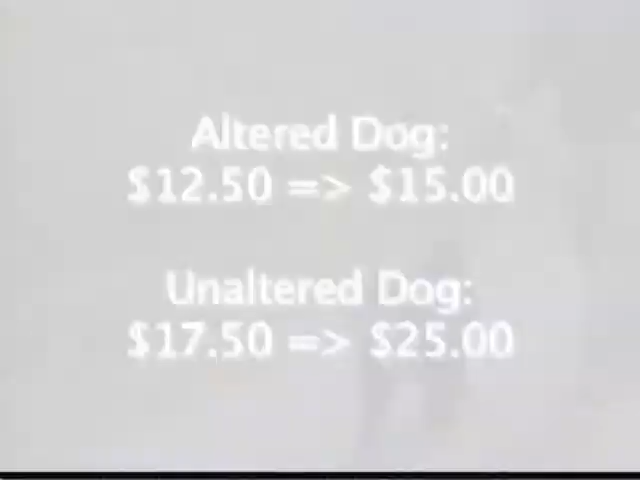 Altered Dog:
$12.50 => $15.00
Unaltered Dog:
$17.50 => $25.00